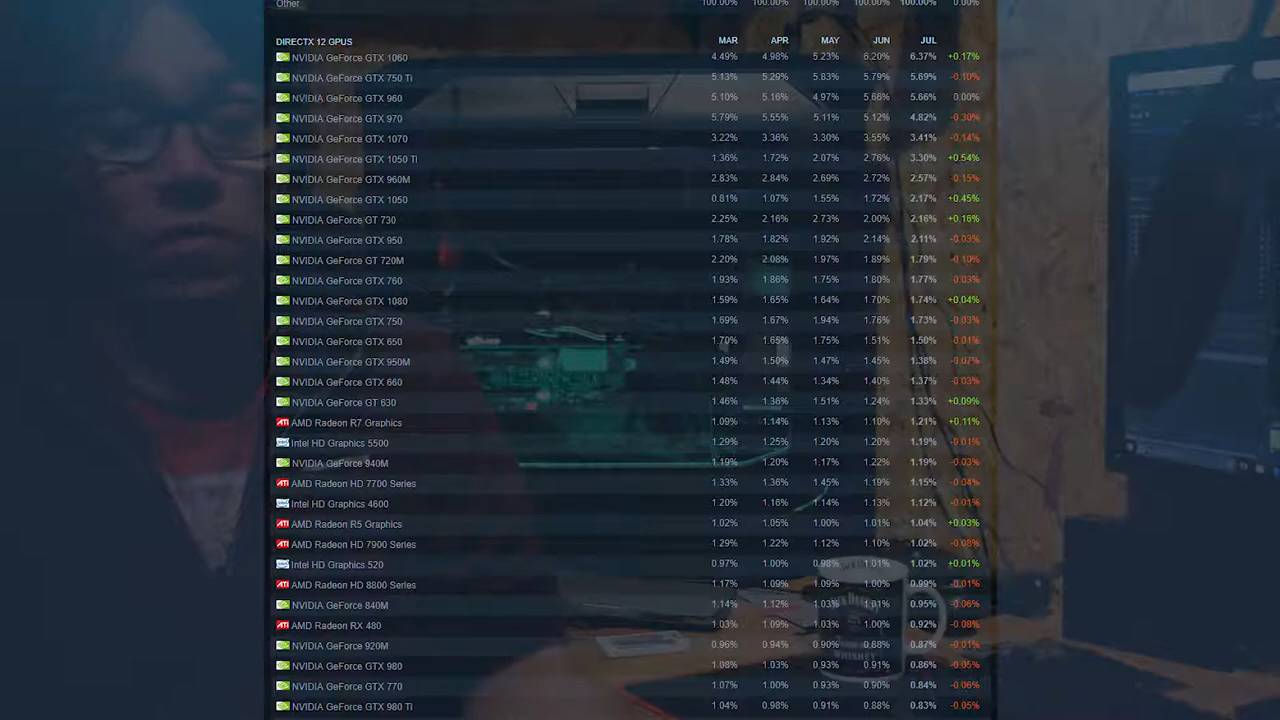 Other 100.00% 100.00% 100.00% 100.00% 100.00% 0.00%
DIRECTX 12 GPUS MAR APR MAY JUN JUL
NVIDIA GeForce GTX 1060 4.49% 4.98% 5.23% 6.20% 6.37% +0.17%
NVIDIA GeForce GTX 750 Ti 5.13% 5.29% 5.83% 5.79% 5.69% -0.10%
NVIDIA GeForce GTX 960 5.10% 5.16% 4.97% 5.66% 5.66% 0.00%
NVIDIA GeForce GTX 970 5.79% 5.55% 5.11% 5.12% 4.82% -0.30%
NVIDIA GeForce GTX 1070 3.22% 3.36% 3.30% 3.55% 3.41% -0.14%
NVIDIA GeForce GTX 1050 Ti 1.36% 1.72% 2.07% 2.76% 3.30% +0.54%
NVIDIA GeForce GTX 960M 2.83% 2.84% 2.69% 2.72% 2.57% -0.15%
NVIDIA GeForce GTX 1050 0.81% 1.07% 1.55% 1.72% 2.17% +0.45%
NVIDIA GeForce GT 730 2.25% 2.16% 2.73% 2.00% 2.16% +0.16%
NVIDIA GeForce GTX 950 1.78% 1.82% 1.92% 2.14% 2.11% -0.03%
NVIDIA GeForce GT 720M 2.20% 2.08% 1.97% 1.89% 1.79% -0.10%
NVIDIA GeForce GTX 760 1.93% 1.86% 1.75% 1.80% 1.77% -0.03%
NVIDIA GeForce GTX 1080 1.59% 1.65% 1.64% 1.70% 1.74% +0.04%
NVIDIA GeForce GTX 750 1.69% 1.67% 1.94% 1.76% 1.73% -0.03%
NVIDIA GeForce GTX 650 1.70% 1.65% 1.75% 1.51% 1.50% -0.01%
NVIDIA GeForce GTX 950M 1.49% 1.50% 1.47% 1.45% 1.38% -0.07%
NVIDIA GeForce GTX 660 1.48% 1.44% 1.34% 1.40% 1.37% -0.03%
NVIDIA GeForce GT 630 1.46% 1.36% 1.51% 1.24% 1.33% +0.09%
ATI AMD Radeon R7 Graphics 1.09% 1.14% 1.13% 1.10% 1.21% +0.11%
Intel HD Graphics 5500 1.29% 1.25% 1.20% 1.20% 1.19% -0.01%
NVIDIA GeForce 940M 1.19% 1.20% 1.17% 1.22% 1.19% -0.03%
ATI AMD Radeon HD 7700 Series 1.33% 1.36% 1.45% 1.19% 1.15% -0.04%
Intel HD Graphics 4600 1.20% 1.16% 1.14% 1.13% 1.12% -0.01%
ATI AMD Radeon R5 Graphics 1.02% 1.05% 1.00% 1.01% 1.04% +0.03%
ATI AMD Radeon HD 7900 Series 1.29% 1.22% 1.12% 1.10% 1.02% -0.08%
Intel HD Graphics 520 0.97% 1.00% 0.98% 1.01% 1.02% +0.01%
ATI AMD Radeon HD 8800 Series 1.17% 1.09% 1.09% 1.00% 0.99% -0.01%
NVIDIA GeForce 840M 1.14% 1.12% 1.03% 1.01% 0.95% -0.06%
ATI AMD Radeon RX 480 1.03% 1.09% 1.03% 1.00% 0.92% -0.08%
NVIDIA GeForce 920M 0.96% 0.94% 0.90% 0.88% 0.87% -0.01%
NVIDIA GeForce GTX 980 1.08% 1.03% 0.93% 0.91% 0.86% -0.05%
NVIDIA GeForce GTX 770 1.07% 1.00% 0.93% 0.90% 0.84% -0.06%
NVIDIA GeForce GTX 980 Ti 1.04% 0.98% 0.91% 0.88% 0.83% -0.05%
WHISKEY